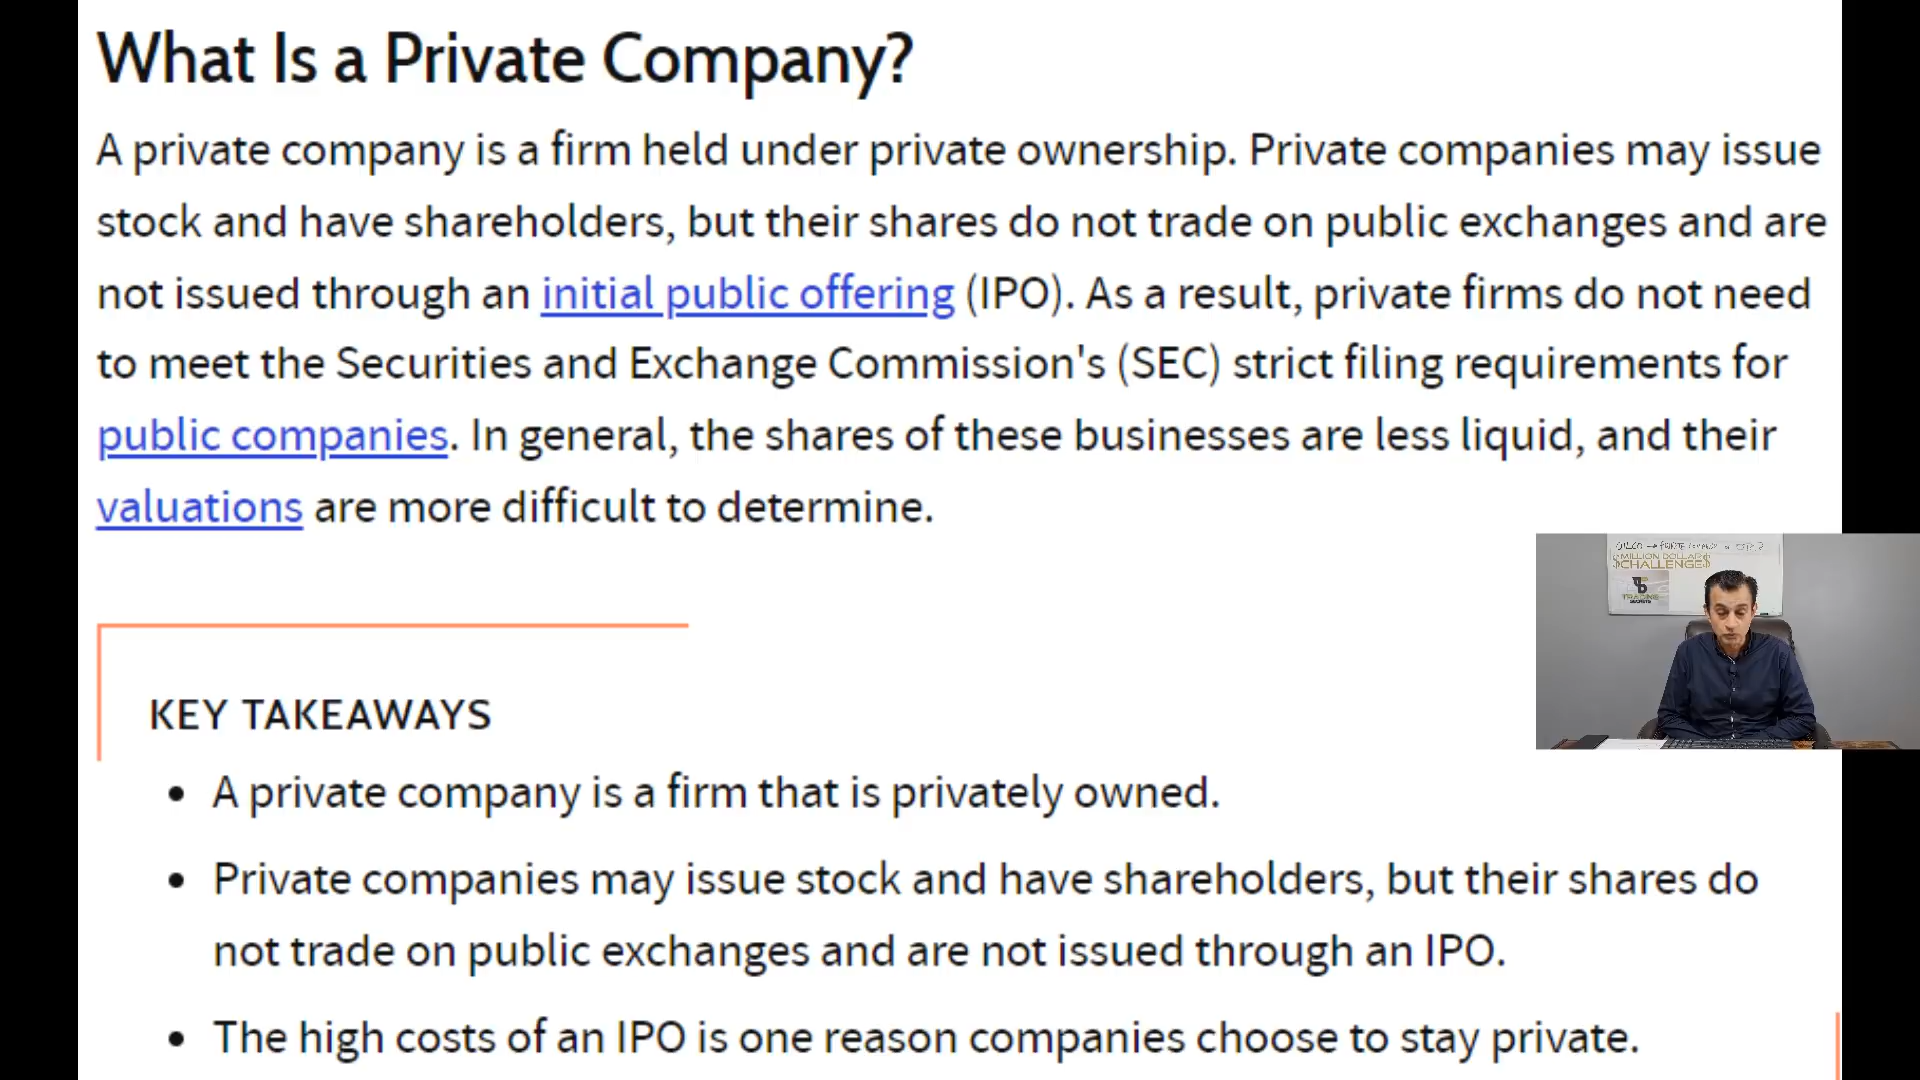 What Is a Private Company?
A private company is a firm held under private ownership. Private companies may issue
stock and have shareholders, but their shares do not trade on public exchanges and are
not issued through an initial public offering (IPO). As a result, private firms do not need
to meet the Securities and Exchange Commission's (SEC) strict filing requirements for
public companies. In general, the shares of these businesses are less liquid, and their
valuations are more difficult to determine.
$MILLION DOLLAR$
CHALLENGE
TRADING
SECRETS
KEY TAKEAWAYS
• A private company is a firm that is privately owned.
• Private companies may issue stock and have shareholders, but their shares do
not trade on public exchanges and are not issued through an IPO.
• The high costs of an IPO is one reason companies choose to stay private.